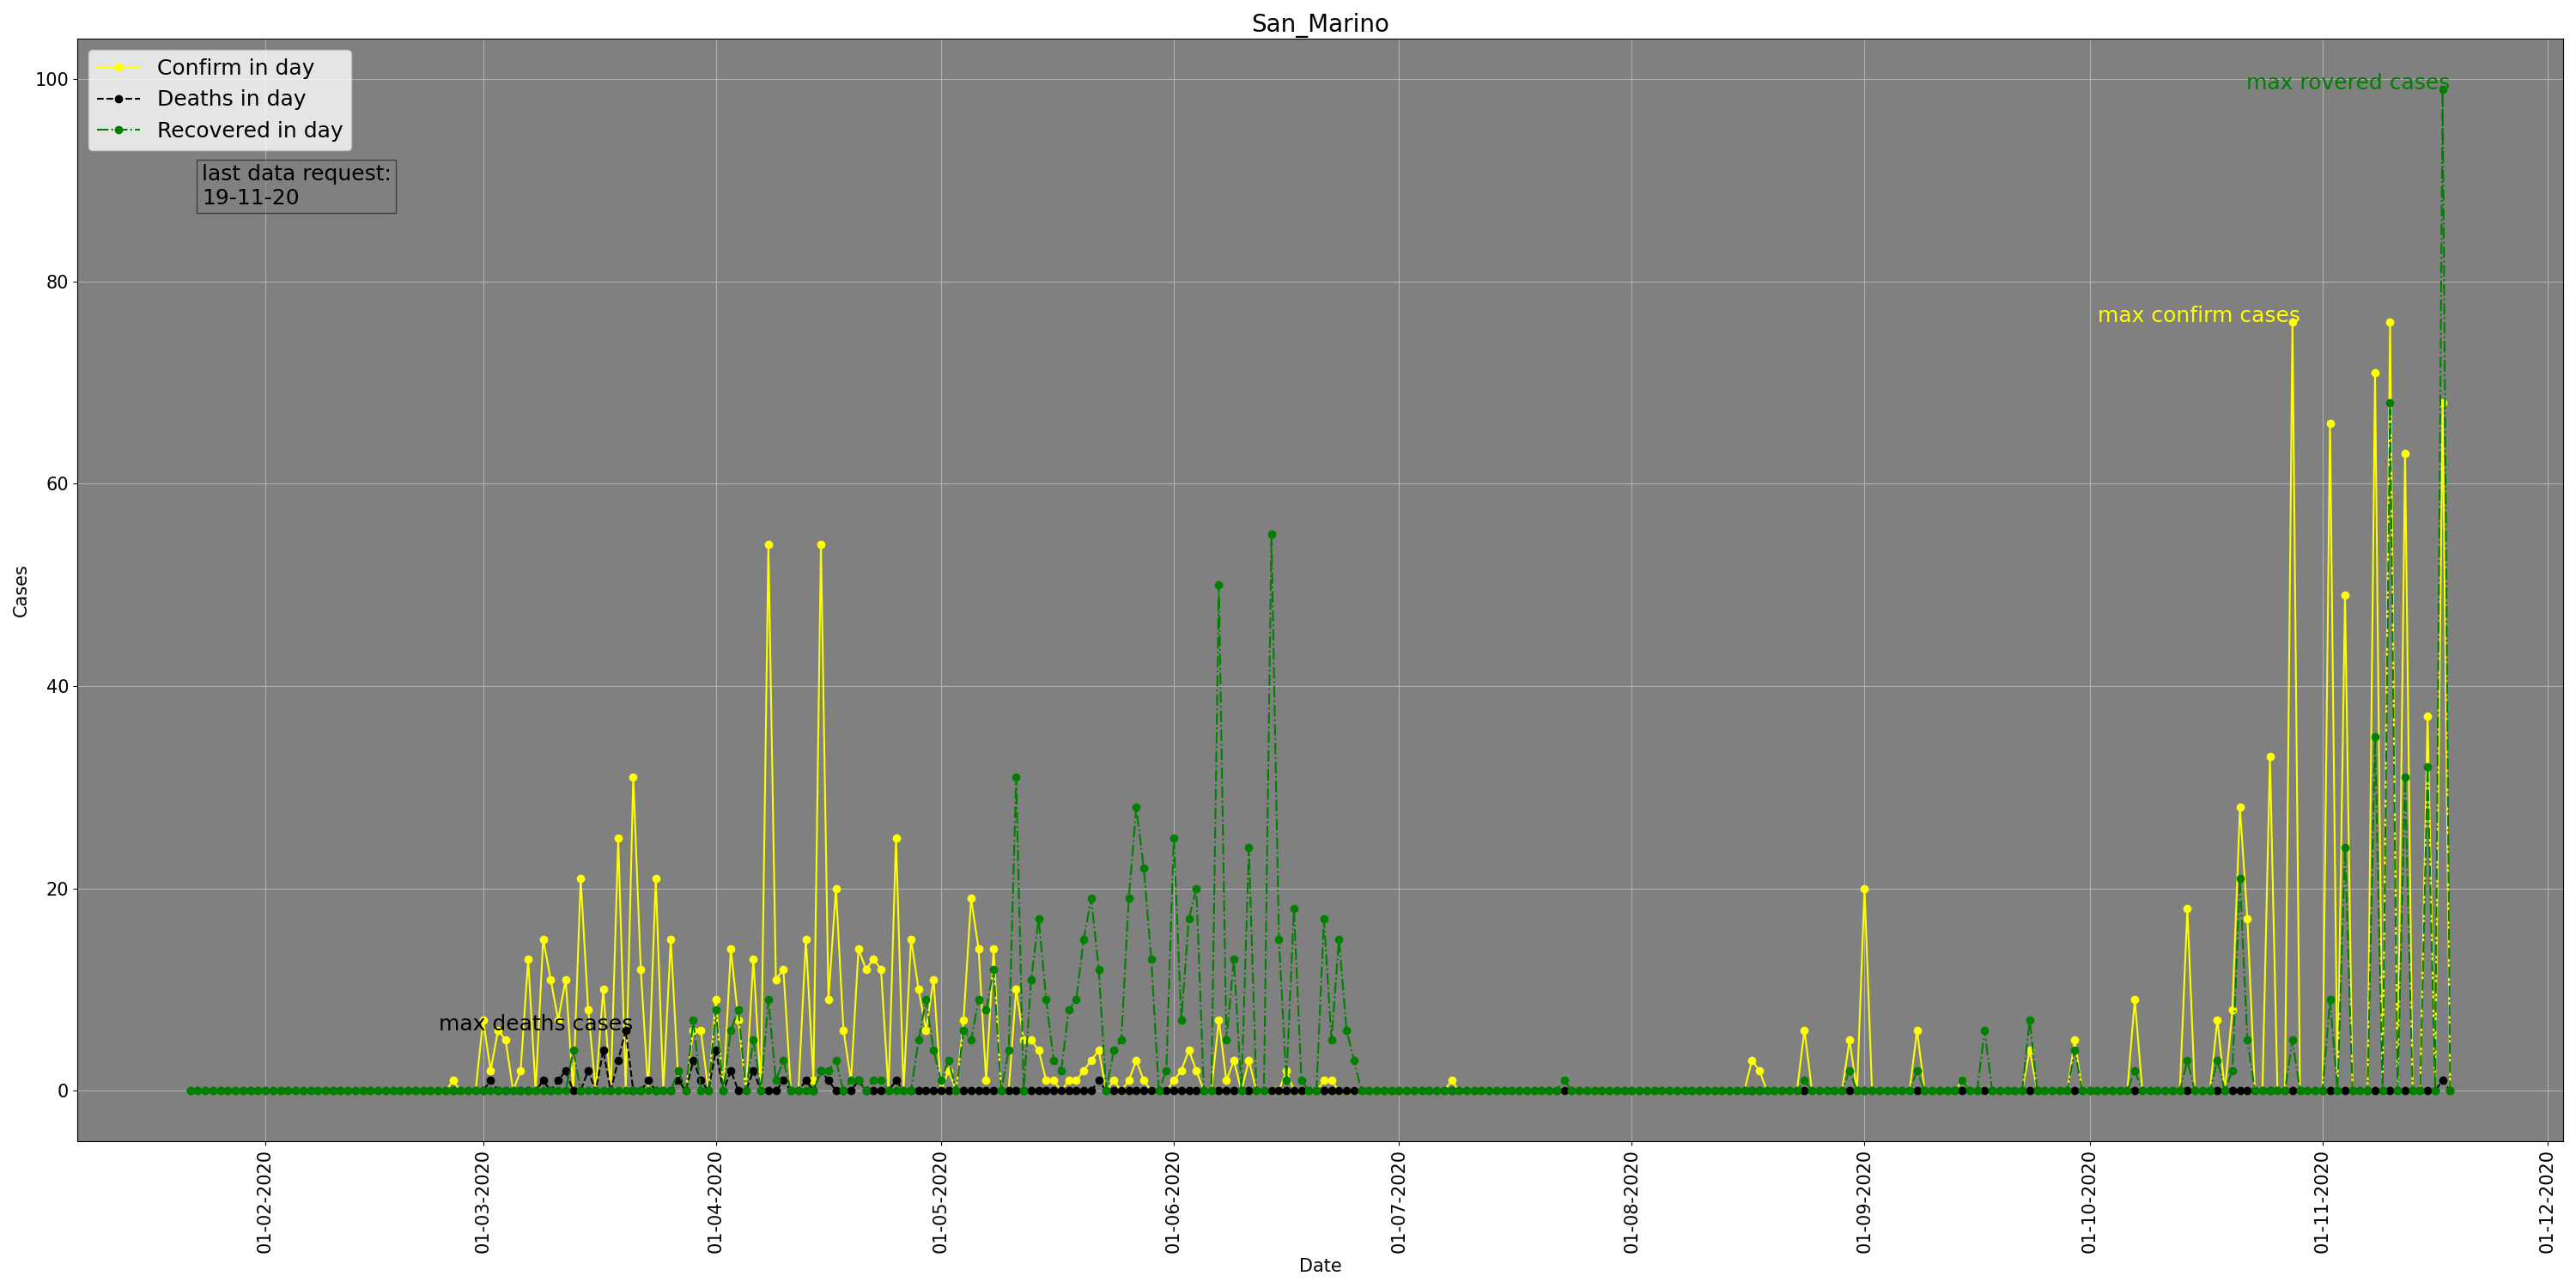 San_Marino
Confirm in day
Deaths in day
Recovered in day
last data request:
19-11-20
max rovered cases
max confirm cases
max deaths cases
100
80
60
40
20
0
Cases
01-02-2020
01-03-2020
01-04-2020
01-05-2020
01-06-2020
01-07-2020
01-08-2020
01-09-2020
01-10-2020
01-11-2020
01-12-2020
Date